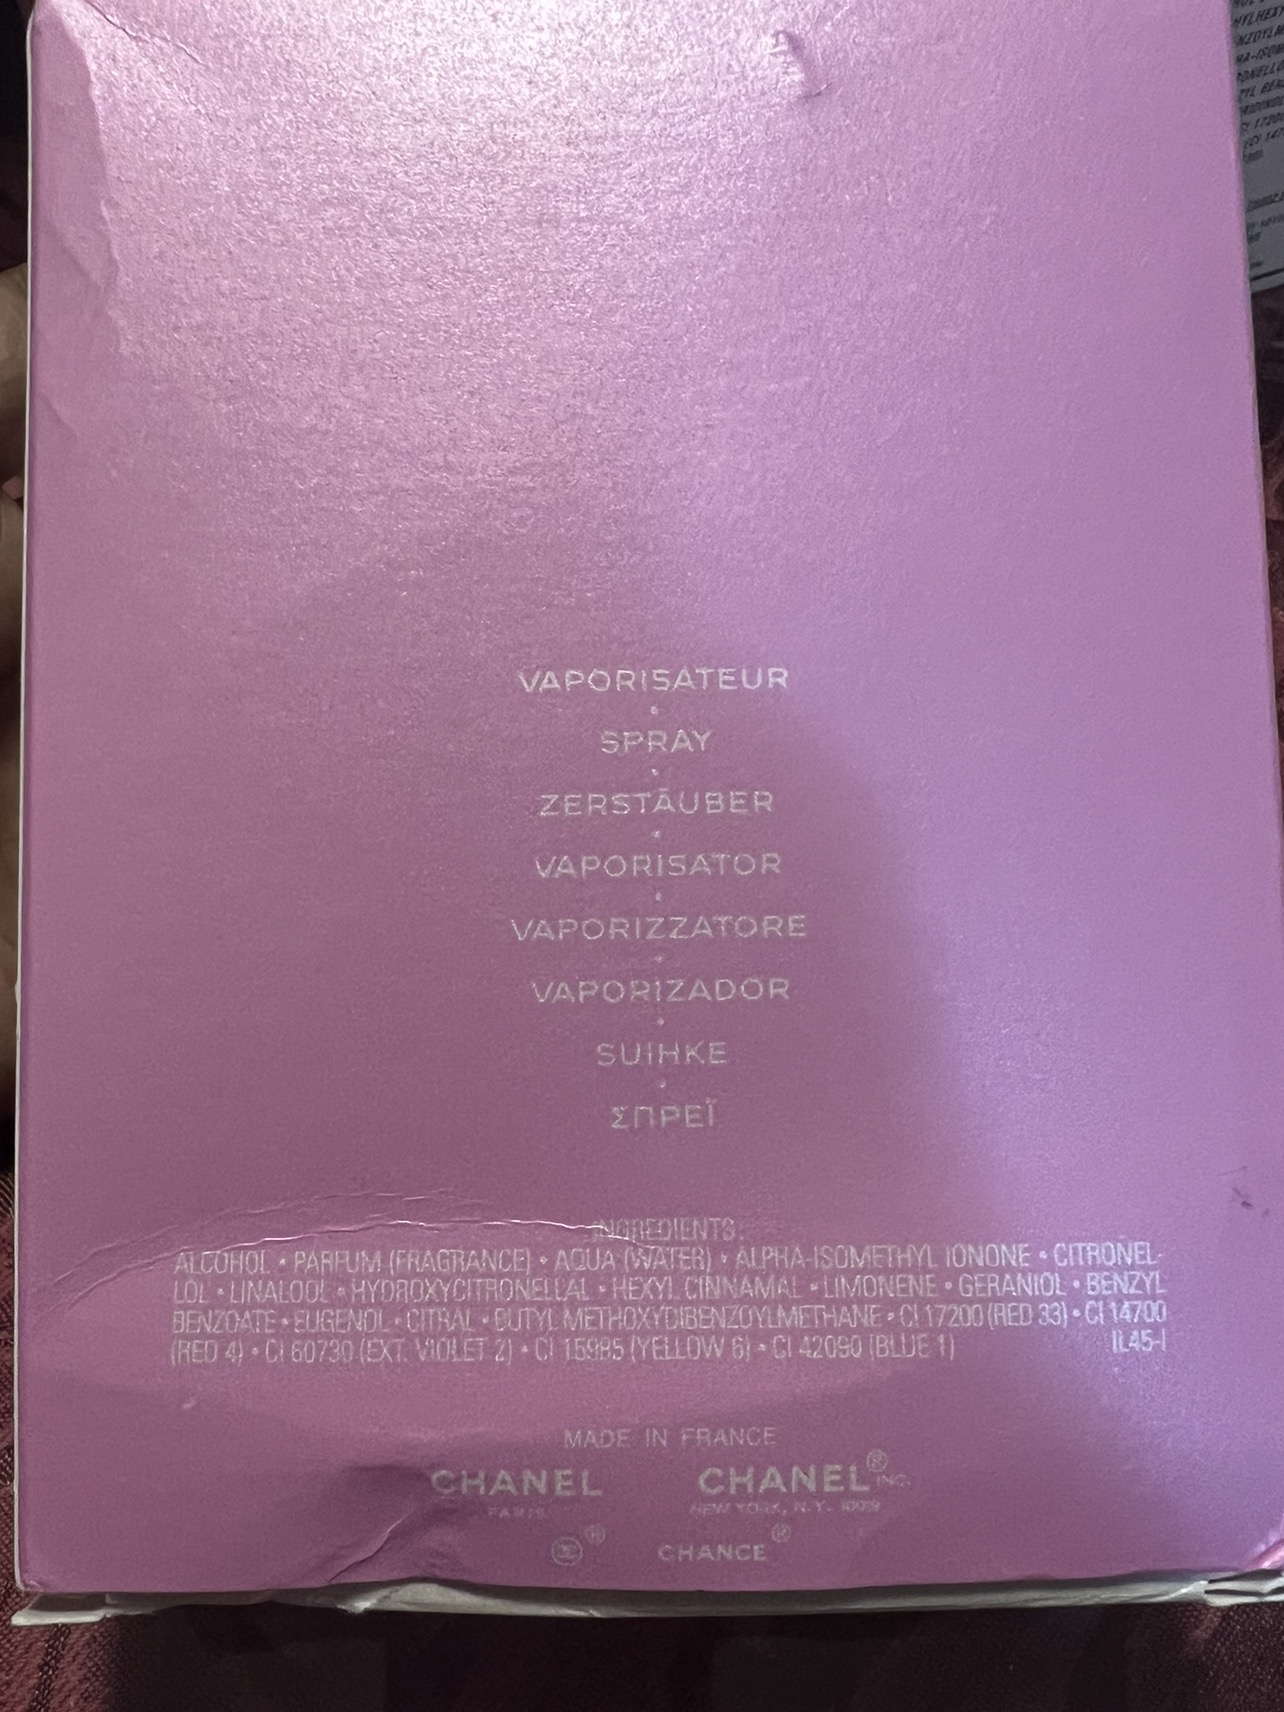 VAPORISATEUR
SPRAY
ZERSTÄUBER
VAPORISATOR
VAPORIZZATORE
VAPORIZADOR
SUIHKE
ΣΠΡΕΪ
INGREDIENTS:
ALCOHOL • PARFUM (FRAGRANCE) • AQUA (WATER) • ALPHA-ISOMETHYL IONONE • CITRONEL-
LOL • LINALOOL • HYDROXYCITRONELLAL • HEXYL CINNAMAL • LIMONENE • GERANIOL • BENZYL
BENZOATE • EUGENOL • CITRAL • BUTYL METHOXYDIBENZOYLMETHANE • CI 17200 (RED 33) • CI 14700
(RED 4) • CI 60730 (EXT. VIOLET 2) • CI 15985 (YELLOW 6) • CI 42090 (BLUE 1) IL45-I
MADE IN FRANCE
CHANEL CHANEL® INC.
PARIS NEW YORK, N.Y. 10019
® CHANCE®